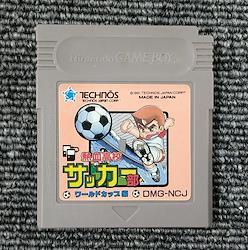 Nintendo GAME BOY
TECHNOS
TECHNOS JAPAN CORP.
© 1991 TECHNOS JAPAN CORP.
MADE IN JAPAN
熱血高校
サッカー部
ワールドカップ編
DMG-NCJ